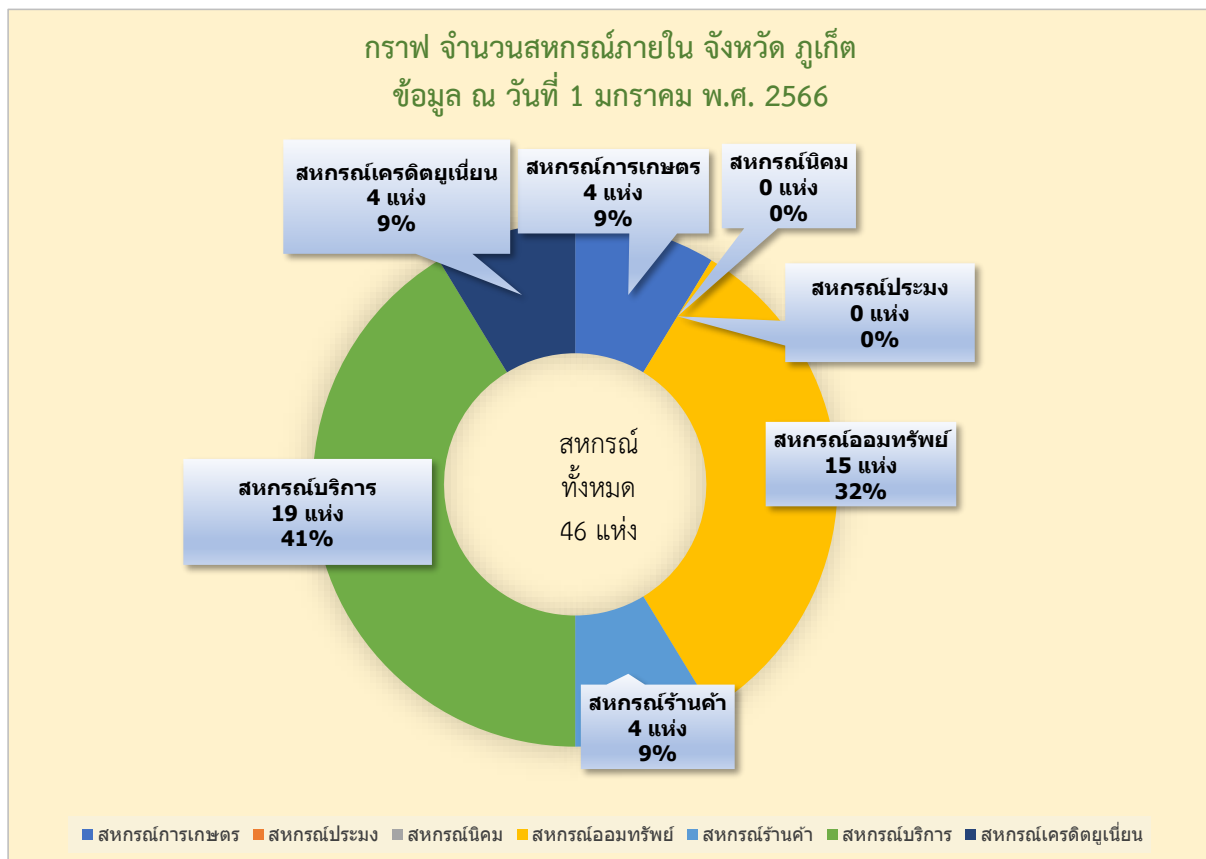 กราฟ จำนวนสหกรณ์ภายใน จังหวัด ภูเก็ต
ข้อมูล ณ วันที่ 1 มกราคม พ.ศ. 2566
สหกรณ์เครดิตยูเนี่ยน
4 แห่ง
9%
สหกรณ์การเกษตร
4 แห่ง
9%
สหกรณ์นิคม
0 แห่ง
0%
สหกรณ์ประมง
0 แห่ง
0%
สหกรณ์ออมทรัพย์
15 แห่ง
32%
สหกรณ์บริการ
19 แห่ง
41%
สหกรณ์
ทั้งหมด
46 แห่ง
สหกรณ์ร้านค้า
4 แห่ง
9%
สหกรณ์การเกษตร สหกรณ์ประมง สหกรณ์นิคม สหกรณ์ออมทรัพย์ สหกรณ์ร้านค้า สหกรณ์บริการ สหกรณ์เครดิตยูเนี่ยน